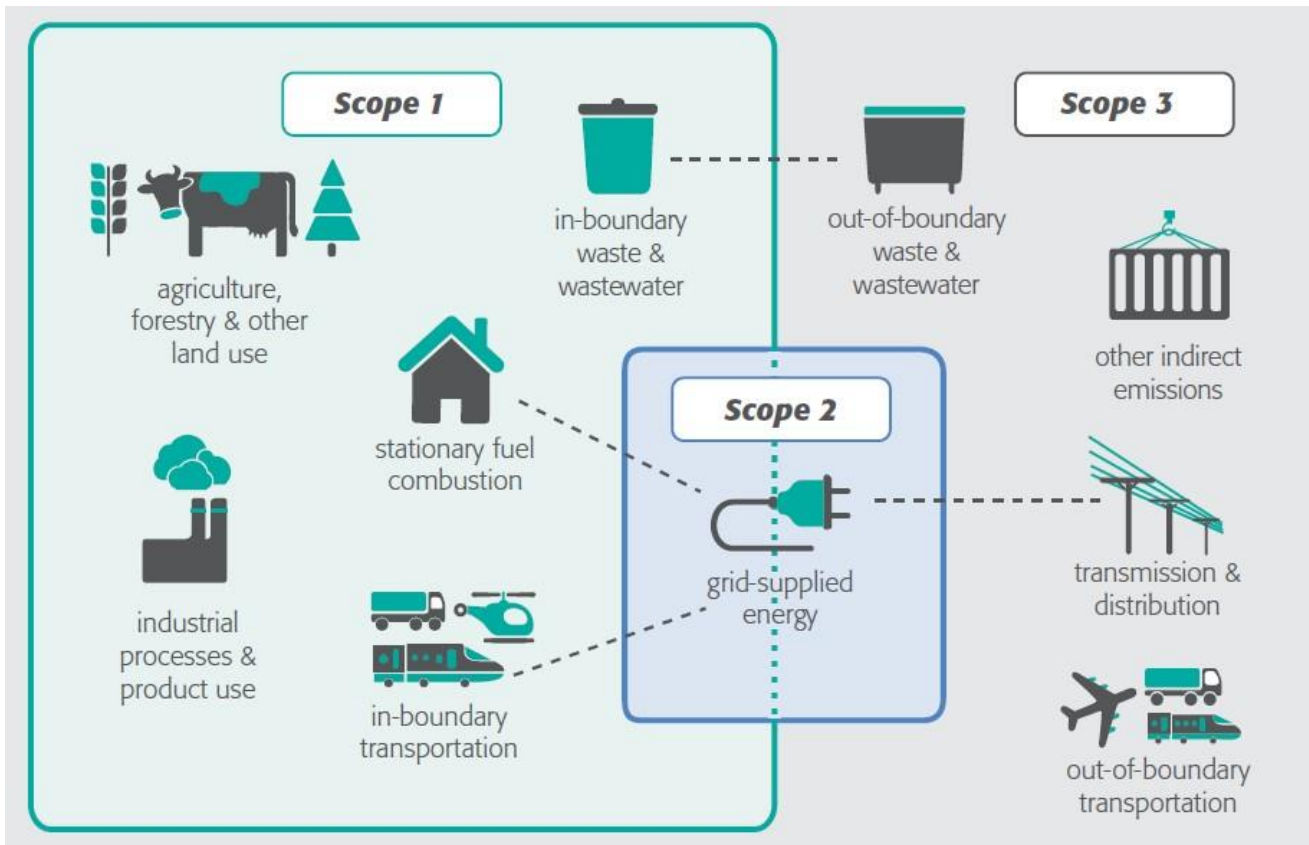 Scope 1
Scope 3
in-boundary
waste &
wastewater
out-of-boundary
waste &
wastewater
agriculture,
forestry & other
land use
other indirect
emissions
Scope 2
stationary fuel
combustion
grid-supplied
energy
transmission &
distribution
industrial
processes &
product use
in-boundary
transportation
out-of-boundary
transportation